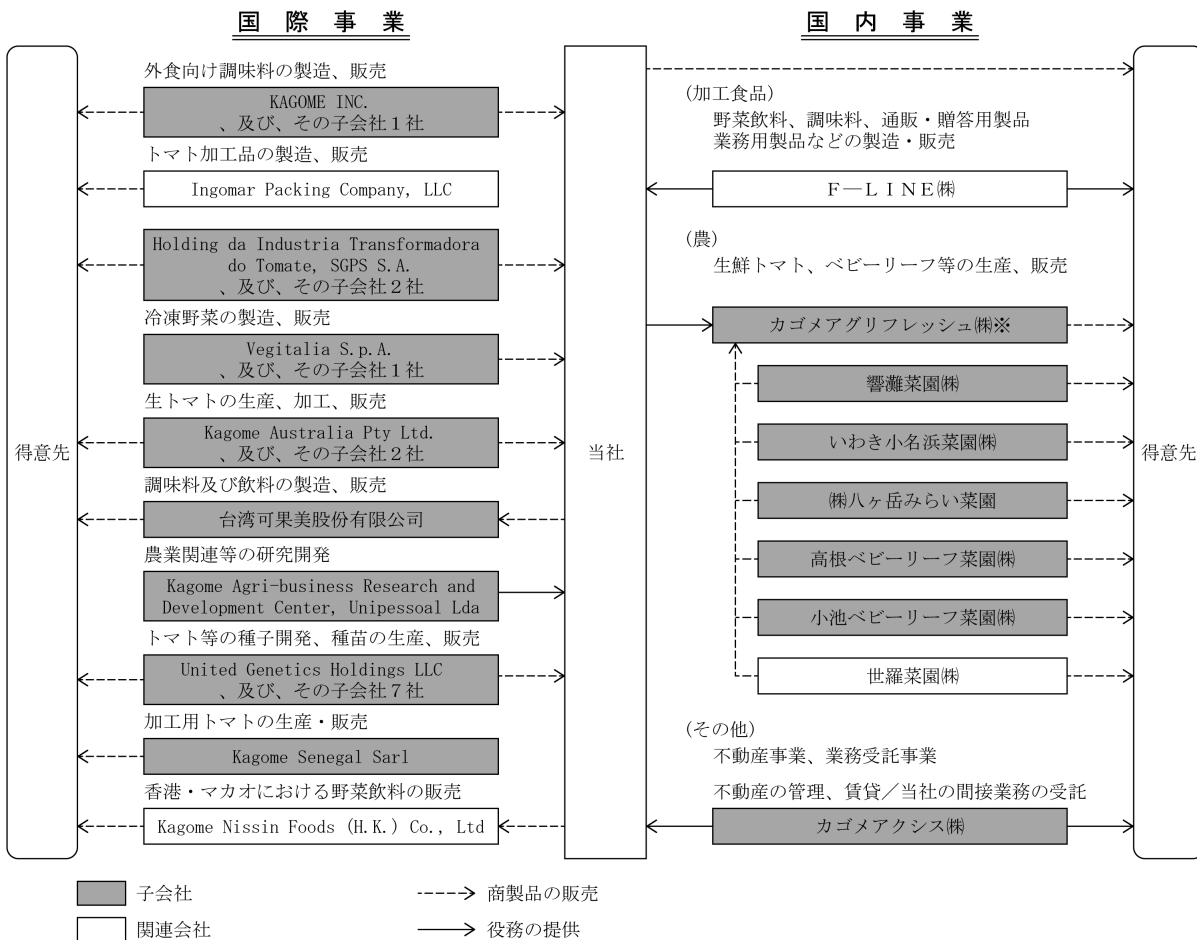 国際事業
外食向け調味料の製造、販売
KAGOME INC.
、及び、その子会社1社
トマト加工品の製造、販売
Ingomar Packing Company, LLC
Holding da Industria Transformadora
do Tomate, SGPS S.A.
、及び、その子会社2社
冷凍野菜の製造、販売
Vegitalia S.p.A.
、及び、その子会社1社
生トマトの生産、加工、販売
Kagome Australia Pty Ltd.
、及び、その子会社2社
調味料及び飲料の製造、販売
台湾可果美股份有限公司
農業関連等の研究開発
Kagome Agri-business Research and
Development Center, Unipessoal Lda
トマト等の種子開発、種苗の生産、販売
United Genetics Holdings LLC
、及び、その子会社7社
加工用トマトの生産・販売
Kagome Senegal Sarl
香港・マカオにおける野菜飲料の販売
Kagome Nissin Foods (H.K.) Co., Ltd
得意先
当社
国内事業
(加工食品)
野菜飲料、調味料、通販・贈答用製品
業務用製品などの製造・販売
F―LINE㈱
(農)
生鮮トマト、ベビーリーフ等の生産、販売
カゴメアグリフレッシュ㈱※
響灘菜園㈱
いわき小名浜菜園㈱
㈱八ヶ岳みらい菜園
高根ベビーリーフ菜園㈱
小池ベビーリーフ菜園㈱
世羅菜園㈱
(その他)
不動産事業、業務受託事業
不動産の管理、賃貸/当社の間接業務の受託
カゴメアクシス㈱
得意先
子会社
商製品の販売
関連会社
役務の提供